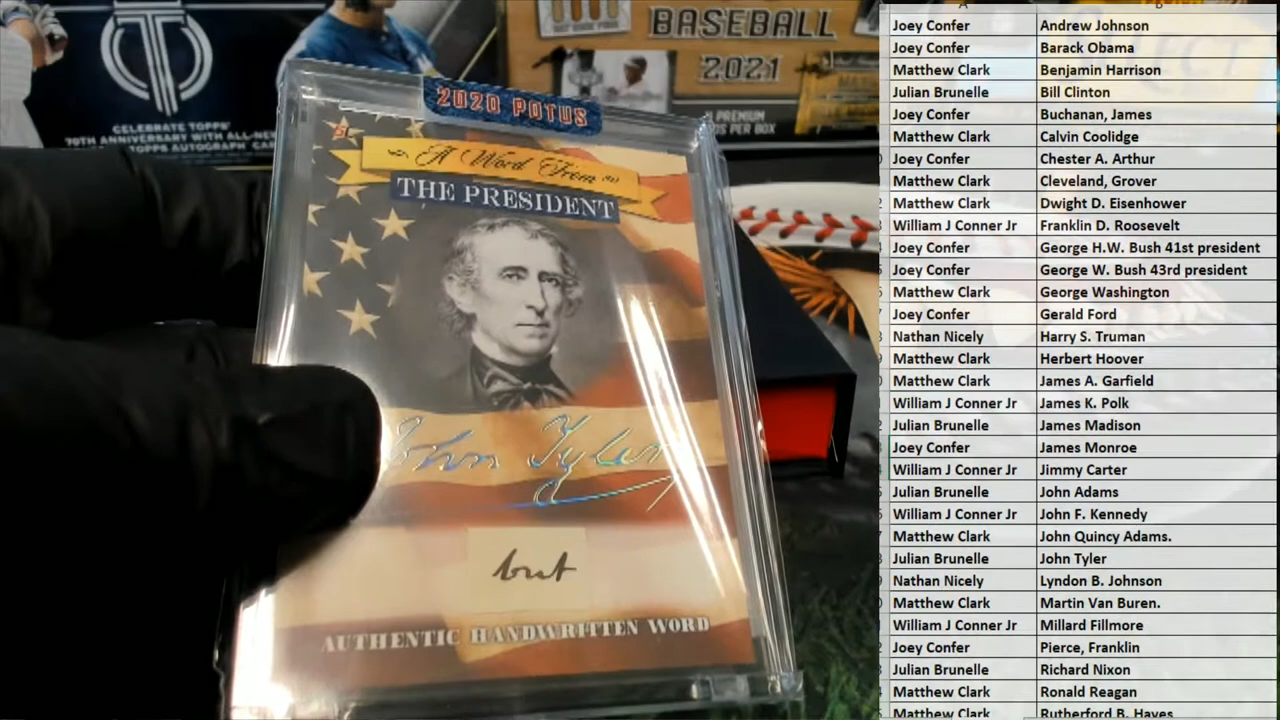 CELEBRATE TOPPS'
70TH ANNIVERSARY WITH ALL-NEW
TOPPS AUTOGRAPH
BASEBALL
2021
PREMIUM
PER BOX
2020 POTUS
A Word From
THE PRESIDENT
John Tyler
but
AUTHENTIC HANDWRITTEN WORD
A B
Joey Confer Andrew Johnson
Joey Confer Barack Obama
Matthew Clark Benjamin Harrison
Julian Brunelle Bill Clinton
Joey Confer Buchanan, James
Matthew Clark Calvin Coolidge
Joey Confer Chester A. Arthur
Matthew Clark Cleveland, Grover
Matthew Clark Dwight D. Eisenhower
William J Conner Jr Franklin D. Roosevelt
Joey Confer George H.W. Bush 41st president
Joey Confer George W. Bush 43rd president
Matthew Clark George Washington
Joey Confer Gerald Ford
Nathan Nicely Harry S. Truman
Matthew Clark Herbert Hoover
Matthew Clark James A. Garfield
William J Conner Jr James K. Polk
Julian Brunelle James Madison
Joey Confer James Monroe
William J Conner Jr Jimmy Carter
Julian Brunelle John Adams
William J Conner Jr John F. Kennedy
Matthew Clark John Quincy Adams.
Julian Brunelle John Tyler
Nathan Nicely Lyndon B. Johnson
Matthew Clark Martin Van Buren.
William J Conner Jr Millard Fillmore
Joey Confer Pierce, Franklin
Julian Brunelle Richard Nixon
Matthew Clark Ronald Reagan
Matthew Clark Rutherford B. Hayes